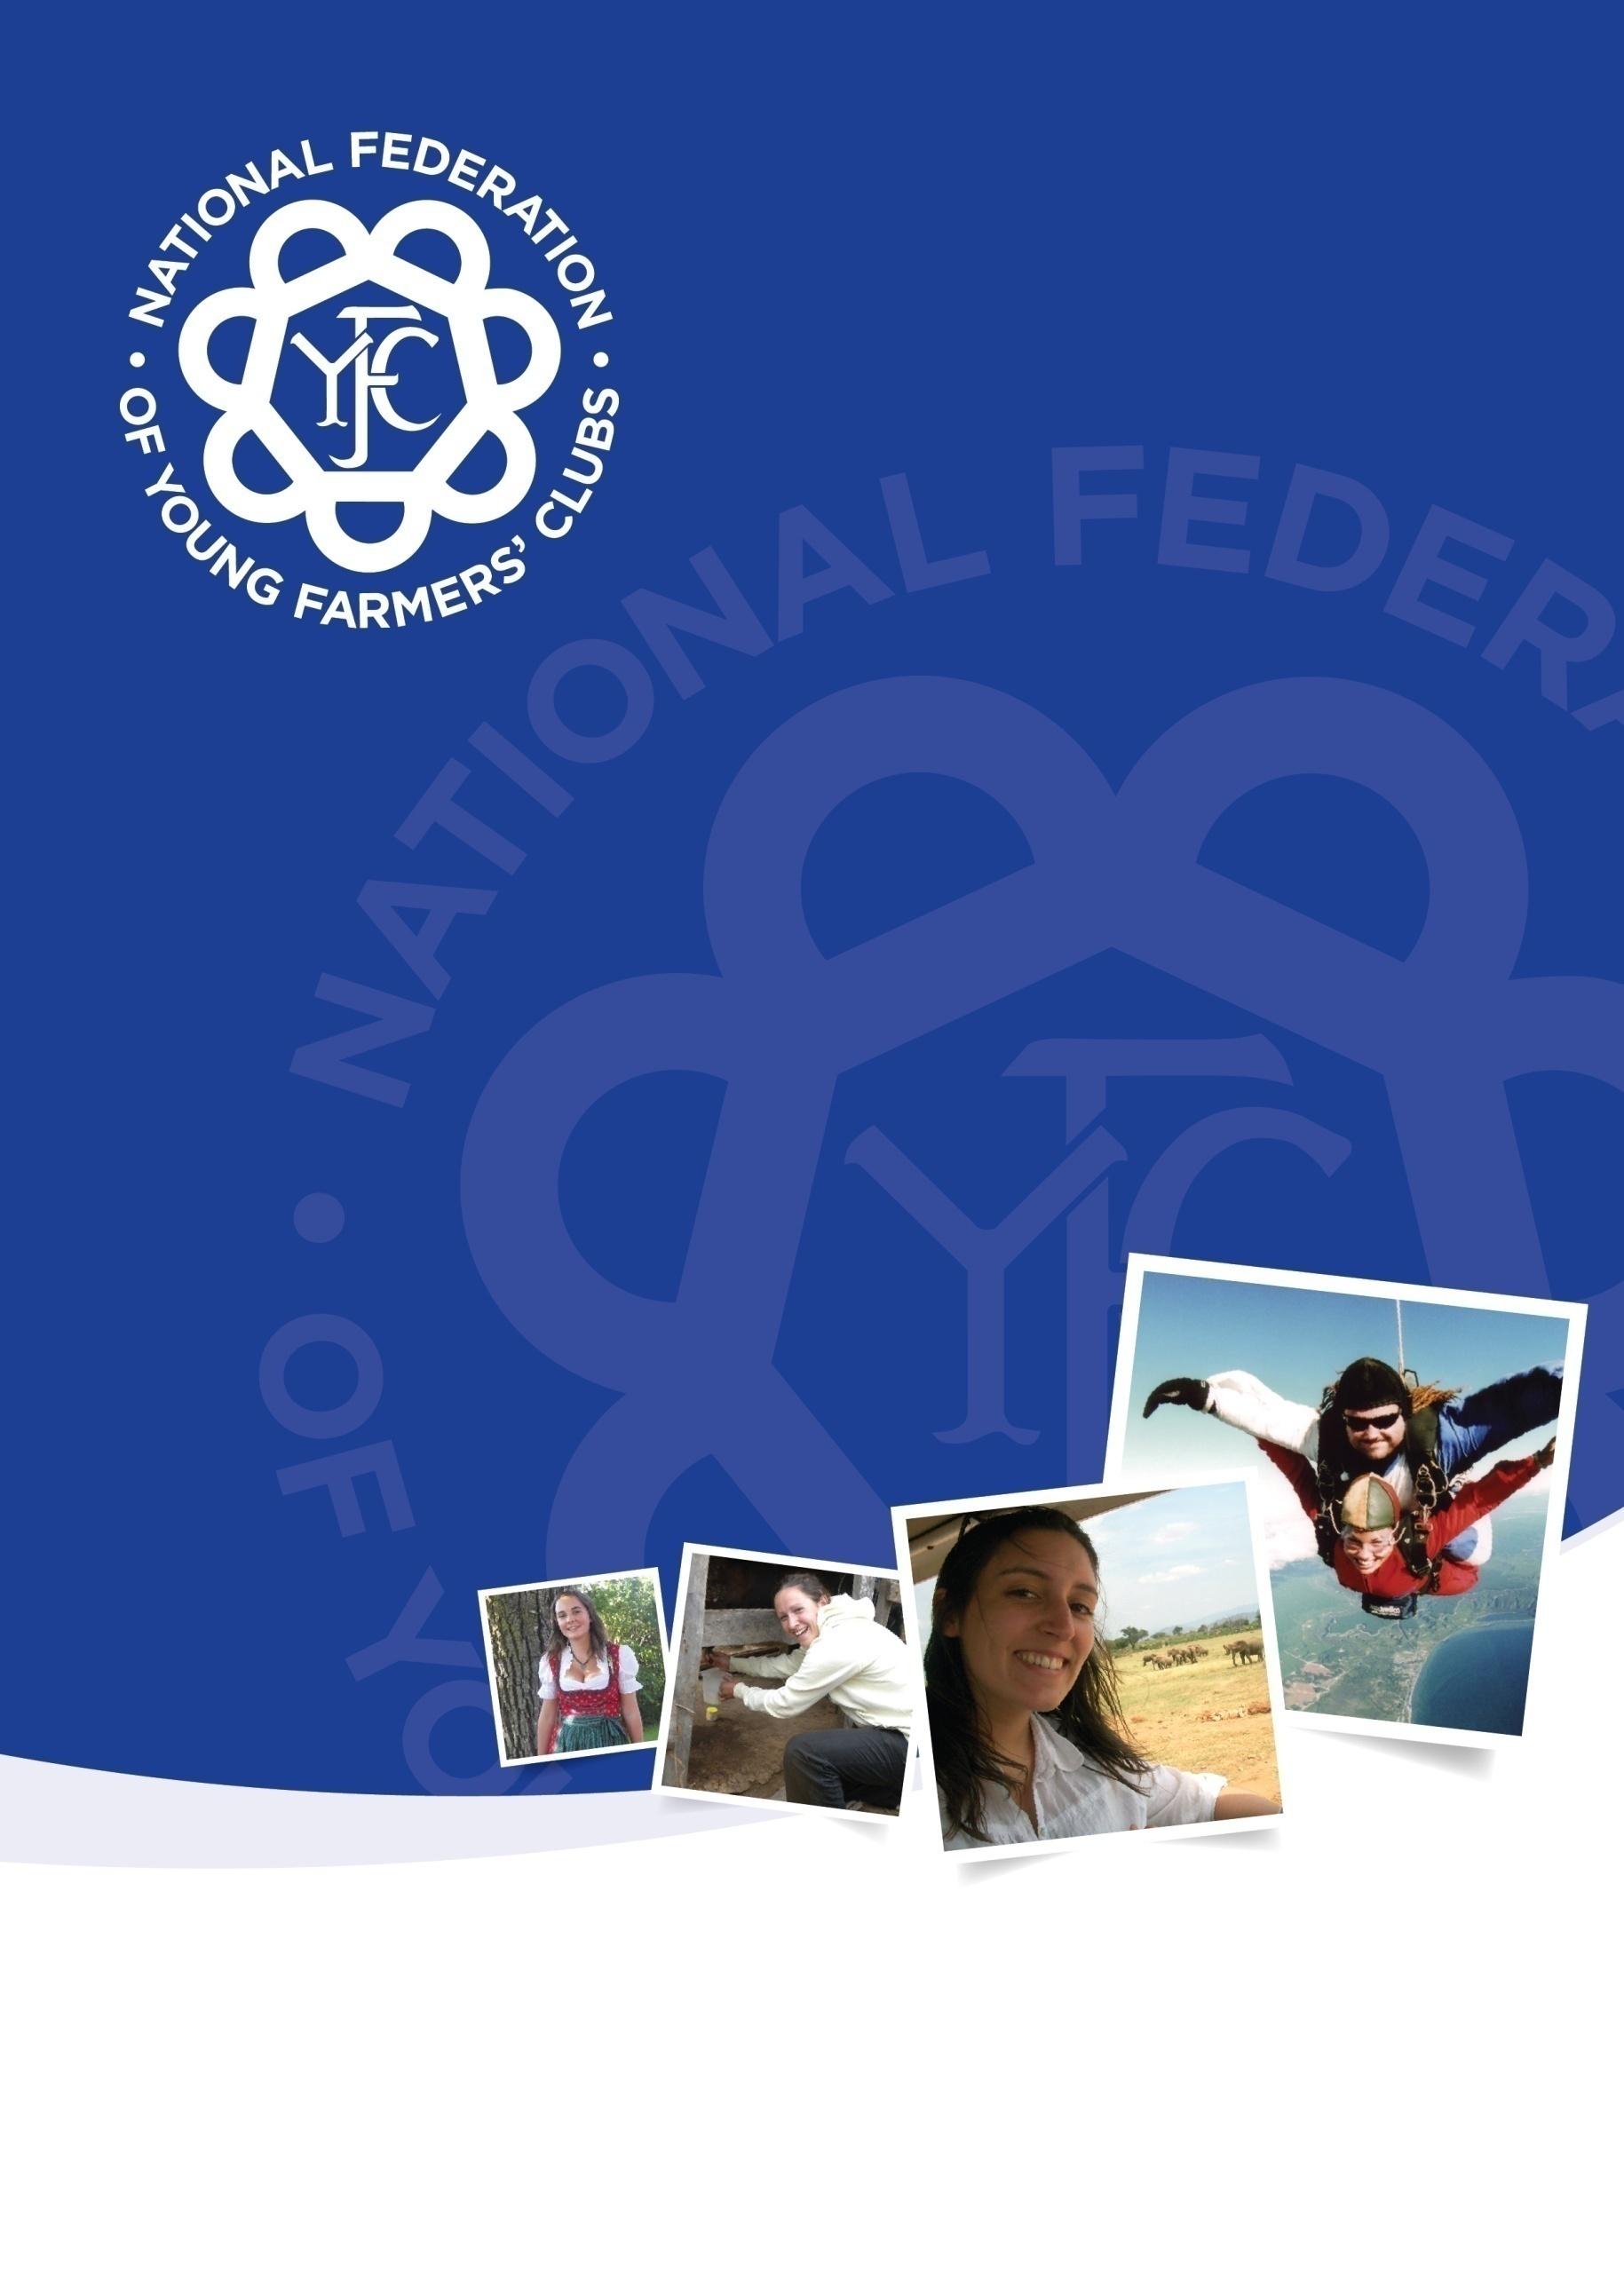 NATIONAL FEDERATION
OF YOUNG FARMERS' CLUBS
YFC
NATIONAL FEDERA
OF YO
YFC